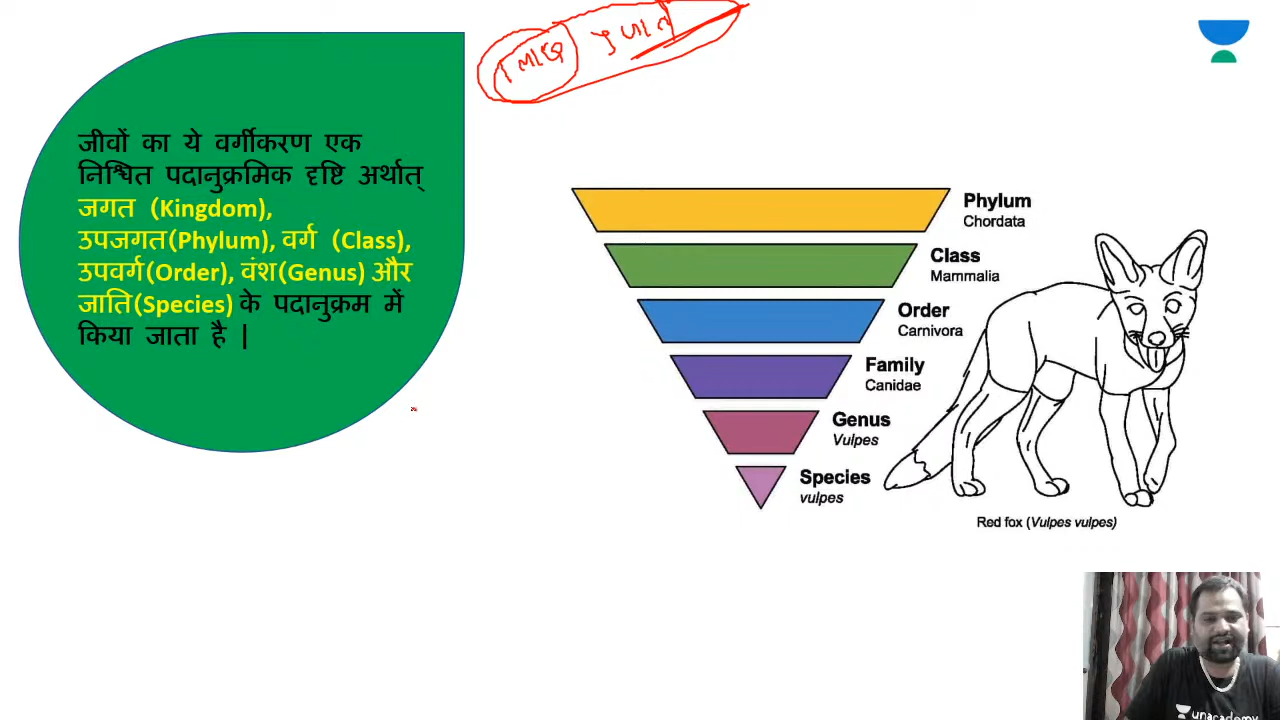 जीवों का ये वर्गीकरण एक
निश्चित पदानुक्रमिक दृष्टि अर्थात्
जगत (Kingdom),
उपजगत(Phylum), वर्ग (Class),
उपवर्ग(Order), वंश(Genus) और
जाति(Species) के पदानुक्रम में
किया जाता है |
Phylum
Chordata
Class
Mammalia
Order
Carnivora
Family
Canidae
Genus
Vulpes
Species
vulpes
Red fox (Vulpes vulpes)
unacademy